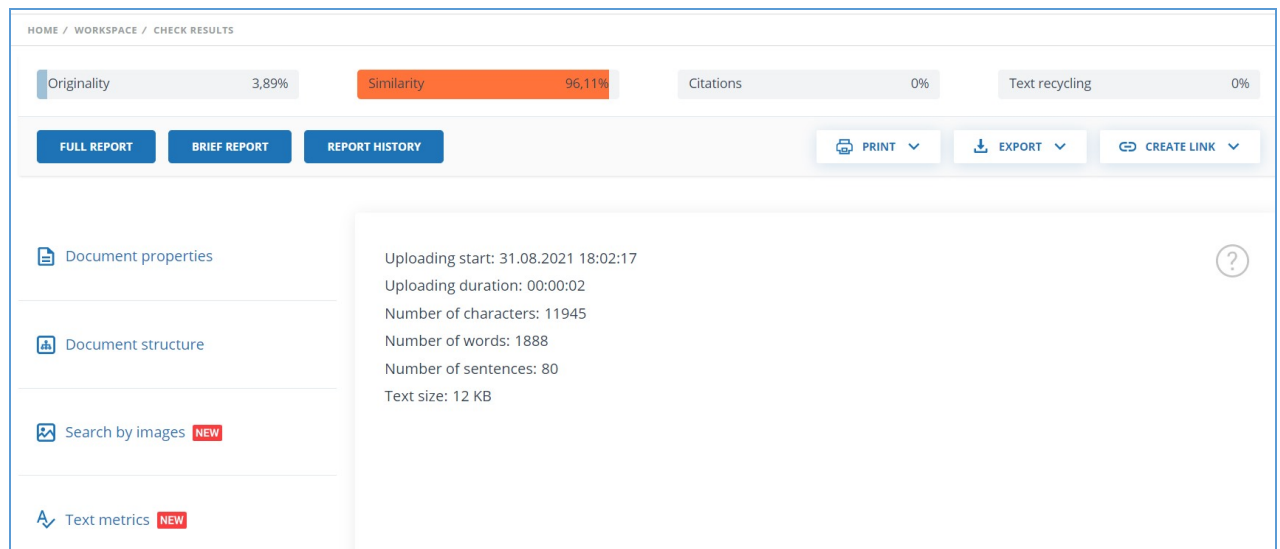 HOME / WORKSPACE / CHECK RESULTS
Originality 3,89% Similarity 96,11% Citations 0% Text recycling 0%
FULL REPORT BRIEF REPORT REPORT HISTORY PRINT EXPORT CREATE LINK
Document properties
Uploading start: 31.08.2021 18:02:17
Uploading duration: 00:00:02
Number of characters: 11945
Number of words: 1888
Number of sentences: 80
Text size: 12 KB
?
Document structure
Search by images NEW
Text metrics NEW